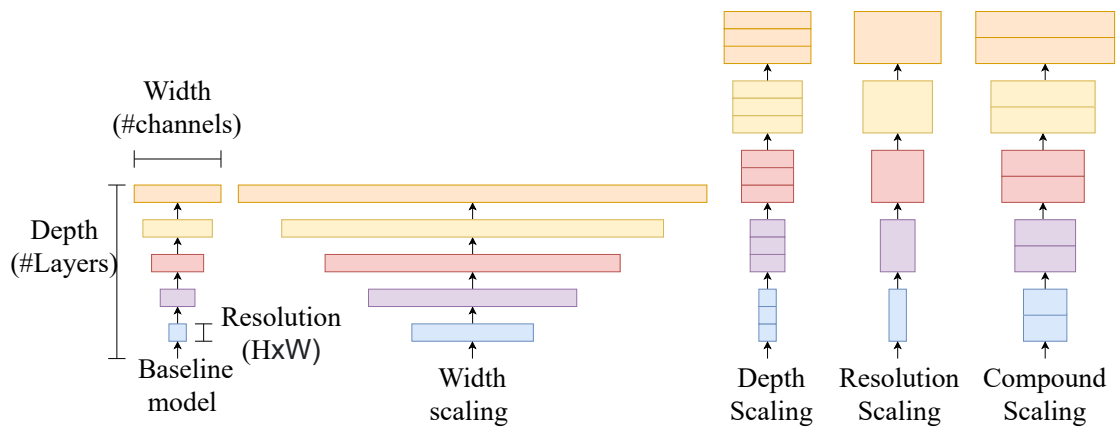 Width
(#channels)
Depth
(#Layers)
Resolution
(HxW)
Baseline
model
Width
scaling
Depth
Scaling
Resolution
Scaling
Compound
Scaling